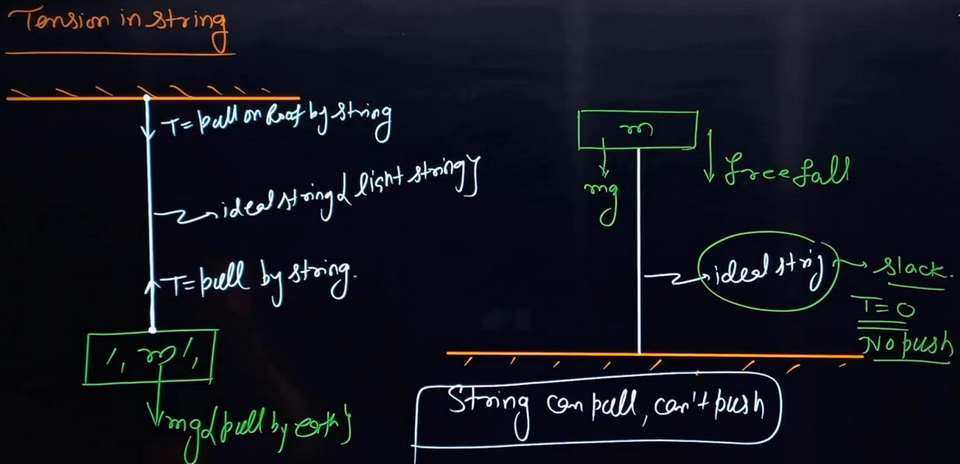 Tension in string
T = pull on Roof by string
ideal string { light string }
T = pull by string.
m
mg { pull by earth }
m
mg
free fall
ideal string → slack.
T = 0
No push
String can pull, can't push